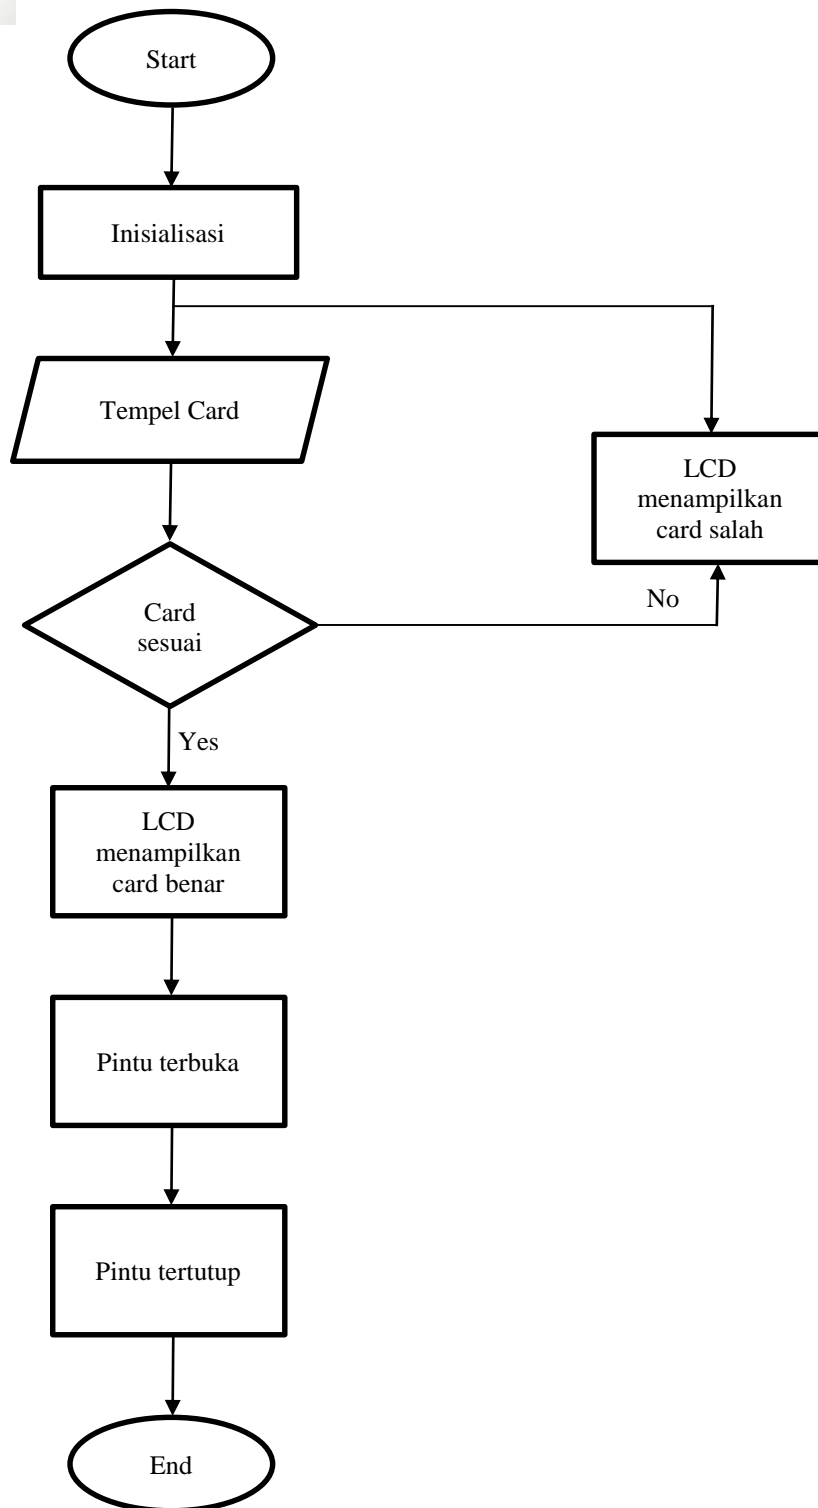 Start
Inisialisasi
Tempel Card
LCD
menampilkan
card salah
Card
sesuai
No
Yes
LCD
menampilkan
card benar
Pintu terbuka
Pintu tertutup
End